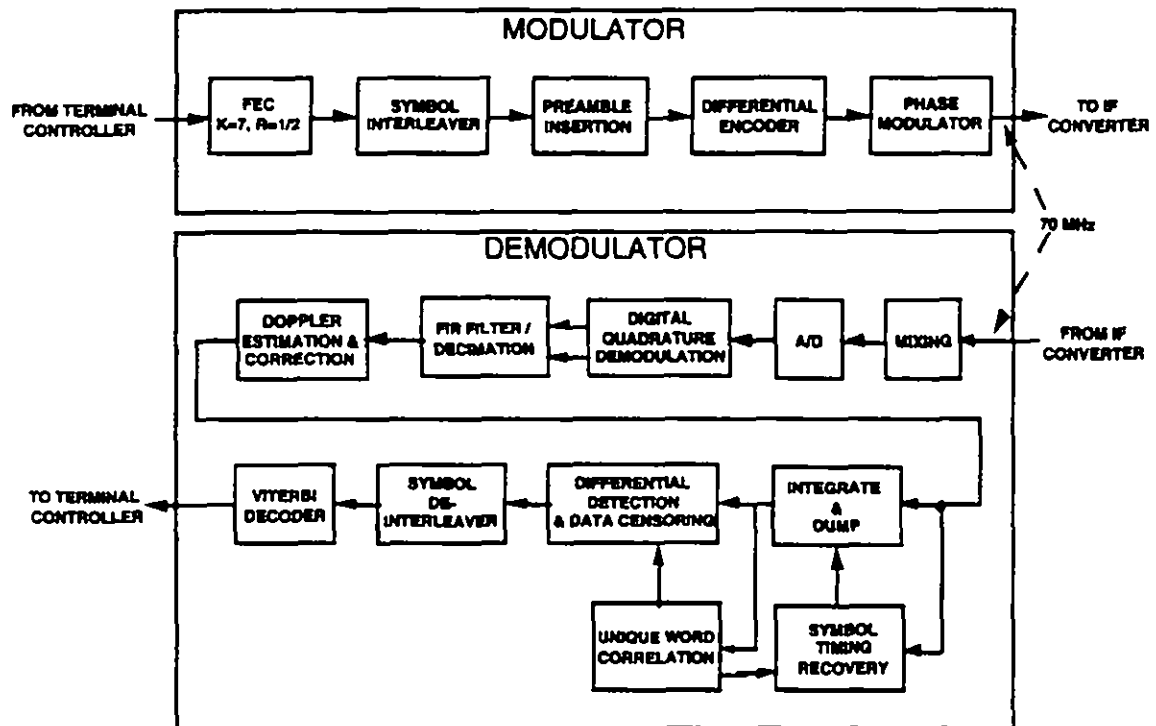 MODULATOR
FROM TERMINAL
CONTROLLER
FEC
K=7, R=1/2
SYMBOL
INTERLEAVER
PREAMBLE
INSERTION
DIFFERENTIAL
ENCODER
PHASE
MODULATOR
TO IF
CONVERTER
70 MHz
DEMODULATOR
DOPPLER
ESTIMATION &
CORRECTION
FIR FILTER /
DECIMATION
DIGITAL
QUADRATURE
DEMODULATION
A/D
MIXING
FROM IF
CONVERTER
TO TERMINAL
CONTROLLER
VITERBI
DECODER
SYMBOL
DE-
INTERLEAVER
DIFFERENTIAL
DETECTION
& DATA CENSORING
INTEGRATE
&
DUMP
UNIQUE WORD
CORRELATION
SYMBOL
TIMING
RECOVERY